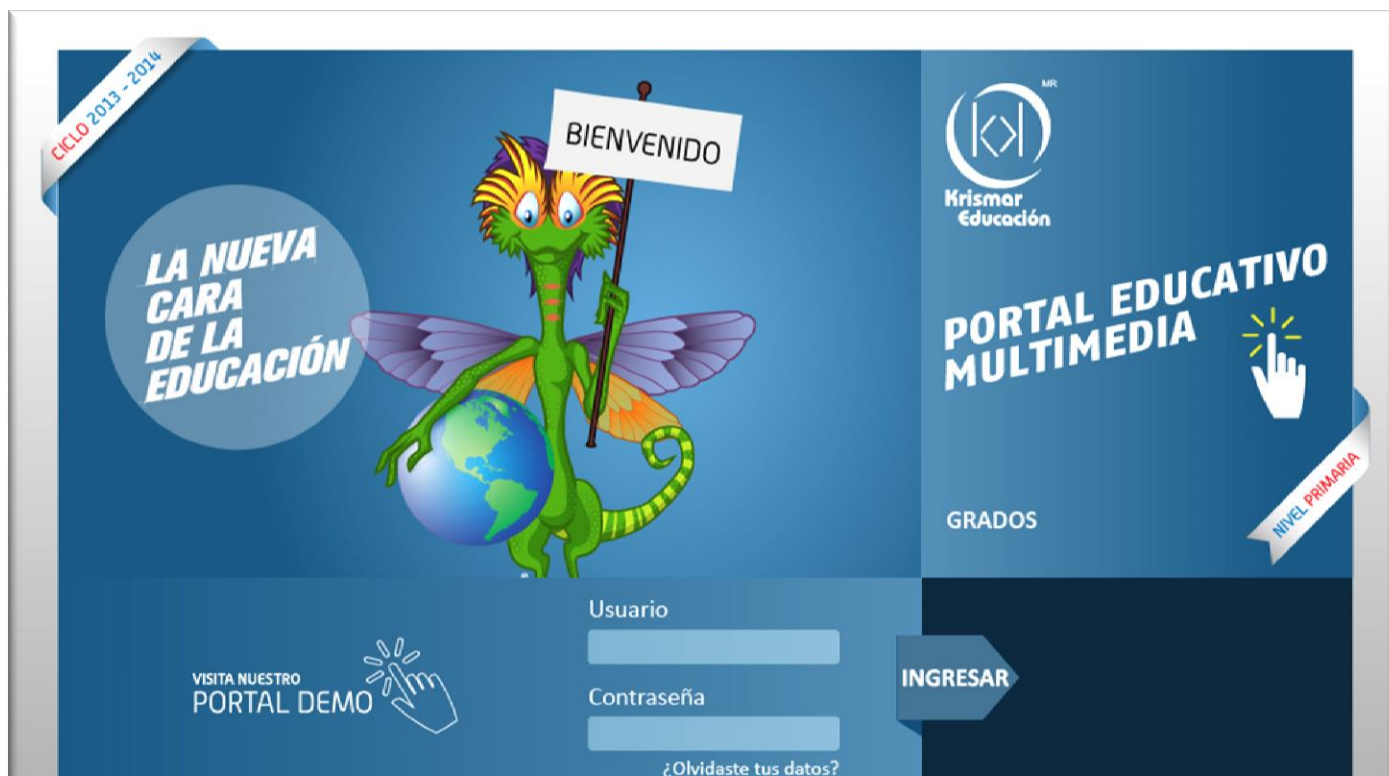 CICLO 2013 - 2014
BIENVENIDO
LA NUEVA
CARA
DE LA
EDUCACIÓN
MR
Krismar
Educación
PORTAL EDUCATIVO
MULTIMEDIA
NIVEL PRIMARIA
GRADOS
VISITA NUESTRO
PORTAL DEMO
Usuario
Contraseña
¿Olvidaste tus datos?
INGRESAR